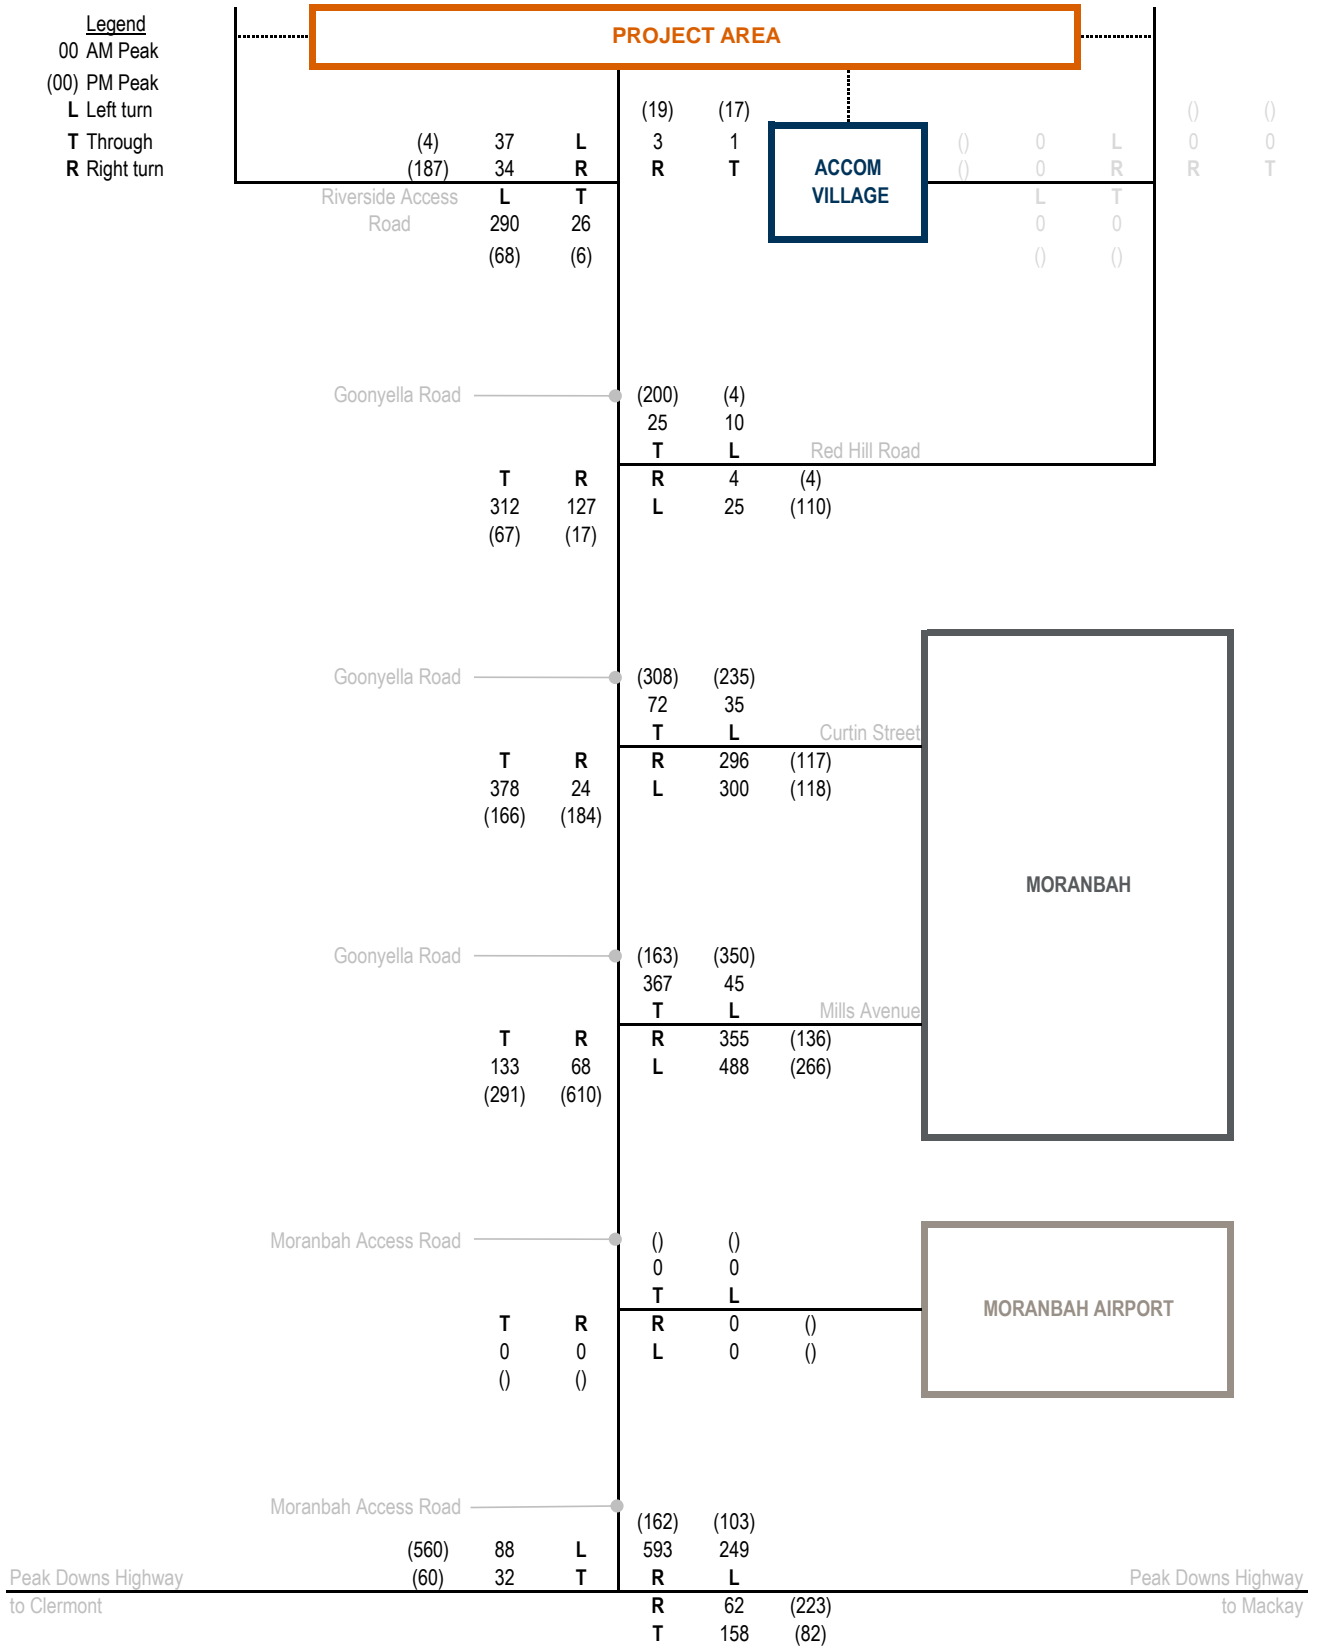 Legend
00 AM Peak
(00) PM Peak
L Left turn
T Through
R Right turn
PROJECT AREA
(19) (17) () ()
(4) 37 L 3 1 () 0 L 0 0
(187) 34 R R T () 0 R R T
ACCOM
VILLAGE
Riverside Access
Road
L T L T
290 26 0 0
(68) (6) () ()
Goonyella Road (200) (4)
25 10
T L Red Hill Road
T R R 4 (4)
312 127 L 25 (110)
(67) (17)
Goonyella Road (308) (235)
72 35
T L Curtin Street
T R R 296 (117)
378 24 L 300 (118)
(166) (184)
MORANBAH
Goonyella Road (163) (350)
367 45
T L Mills Avenue
T R R 355 (136)
133 68 L 488 (266)
(291) (610)
Moranbah Access Road () ()
0 0
T L
MORANBAH AIRPORT
T R R 0 ()
0 0 L 0 ()
() ()
Moranbah Access Road
(162) (103)
(560) 88 L 593 249
Peak Downs Highway (60) 32 T R L Peak Downs Highway
to Clermont R 62 (223) to Mackay
T 158 (82)